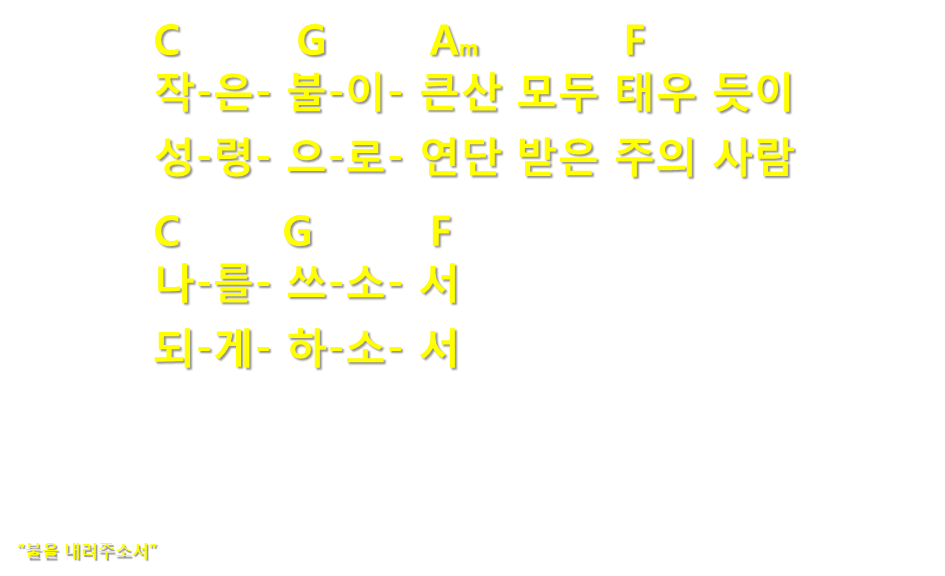 C G Am F
작-은- 불-이- 큰산 모두 태우 듯이
성-령- 으-로- 연단 받은 주의 사람
C G F
나-를- 쓰-소- 서
되-게- 하-소- 서
"불을 내려주소서"